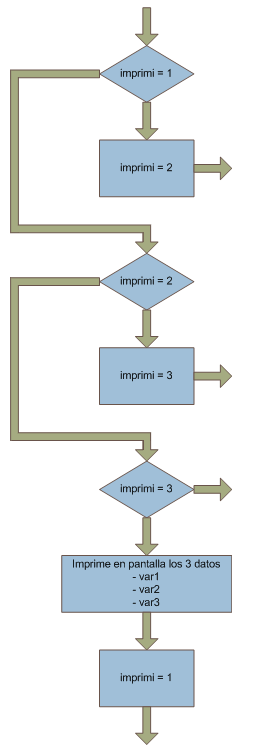 imprimi = 1
imprimi = 2
imprimi = 2
imprimi = 3
imprimi = 3
Imprime en pantalla los 3 datos
- var1
- var2
- var3
imprimi = 1